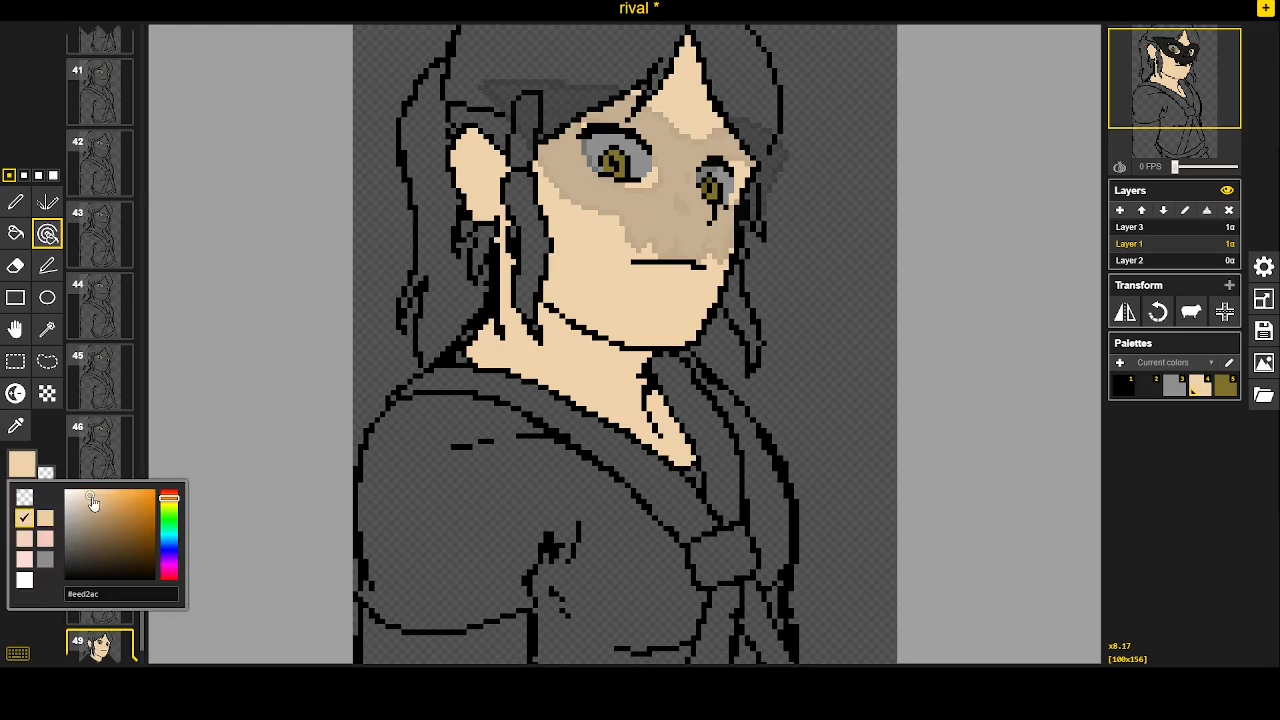 rival *
+
41
42
43
44
45
46
49
#eed2ac
0 FPS
Layers
Layer 3 1α
Layer 1 1α
Layer 2 0α
Transform
Palettes
Current colors
1 2 3 4 5
x8.17
[100x156]